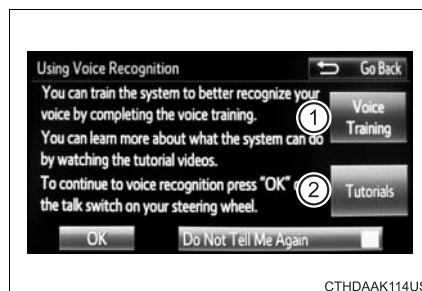 Using Voice Recognition
Go Back
You can train the system to better recognize your
voice by completing the voice training.
1
Voice
Training
You can learn more about what the system can do
by watching the tutorial videos.
To continue to voice recognition press "OK"
2
Tutorials
the talk switch on your steering wheel.
OK
Do Not Tell Me Again
CTHDAAK114US